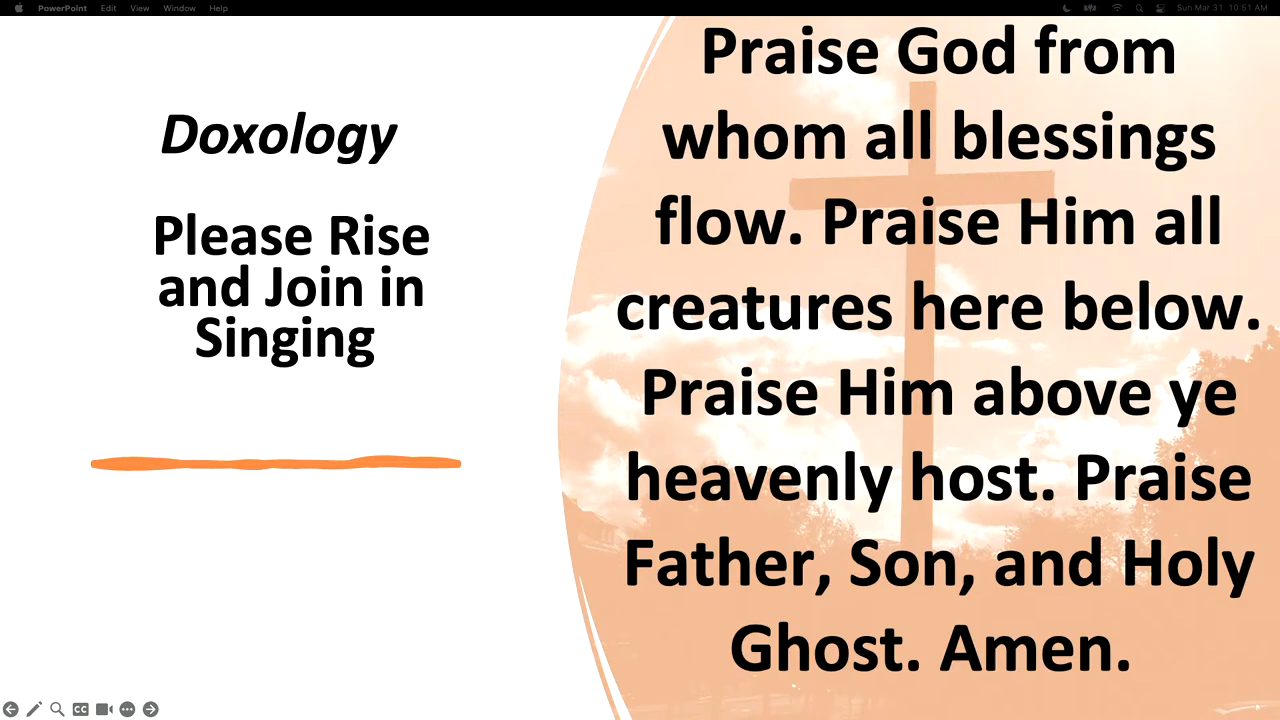 PowerPoint Edit View Window Help Sun Mar 31 10:51 AM
Doxology
Please Rise
and Join in
Singing
Praise God from
whom all blessings
flow. Praise Him all
creatures here below.
Praise Him above ye
heavenly host. Praise
Father, Son, and Holy
Ghost. Amen.
CC